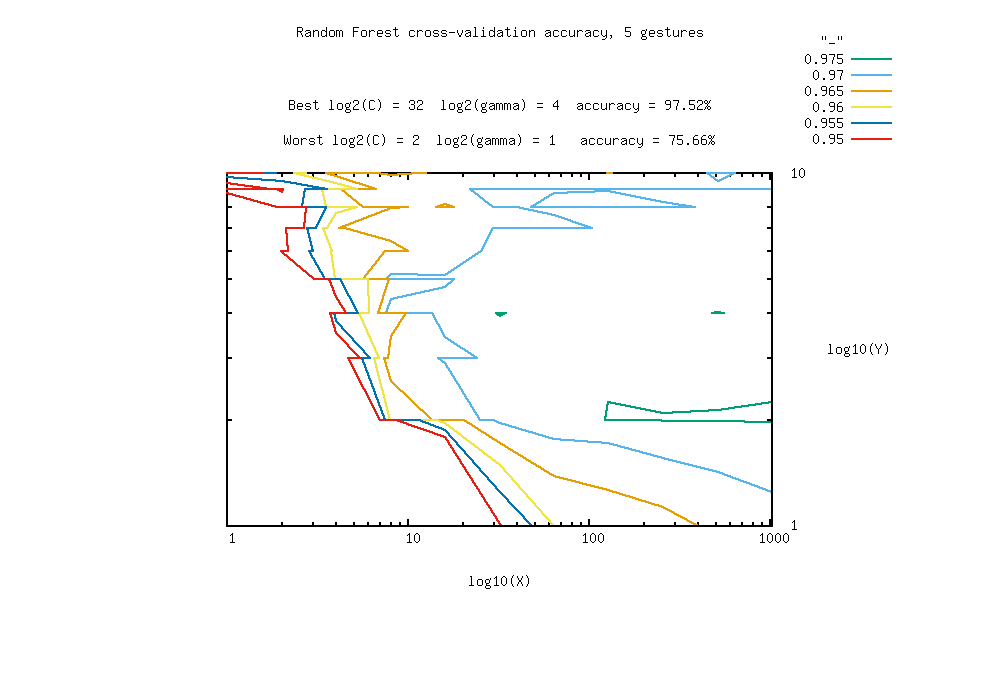 Random Forest cross-validation accuracy, 5 gestures
"_"
0.975
0.97
0.965
0.96
0.955
0.95
Best log2(C) = 32  log2(gamma) = 4  accuracy = 97.52%
Worst log2(C) = 2  log2(gamma) = 1   accuracy = 75.66%
10
log10(Y)
1
1
10
100
1000
log10(X)